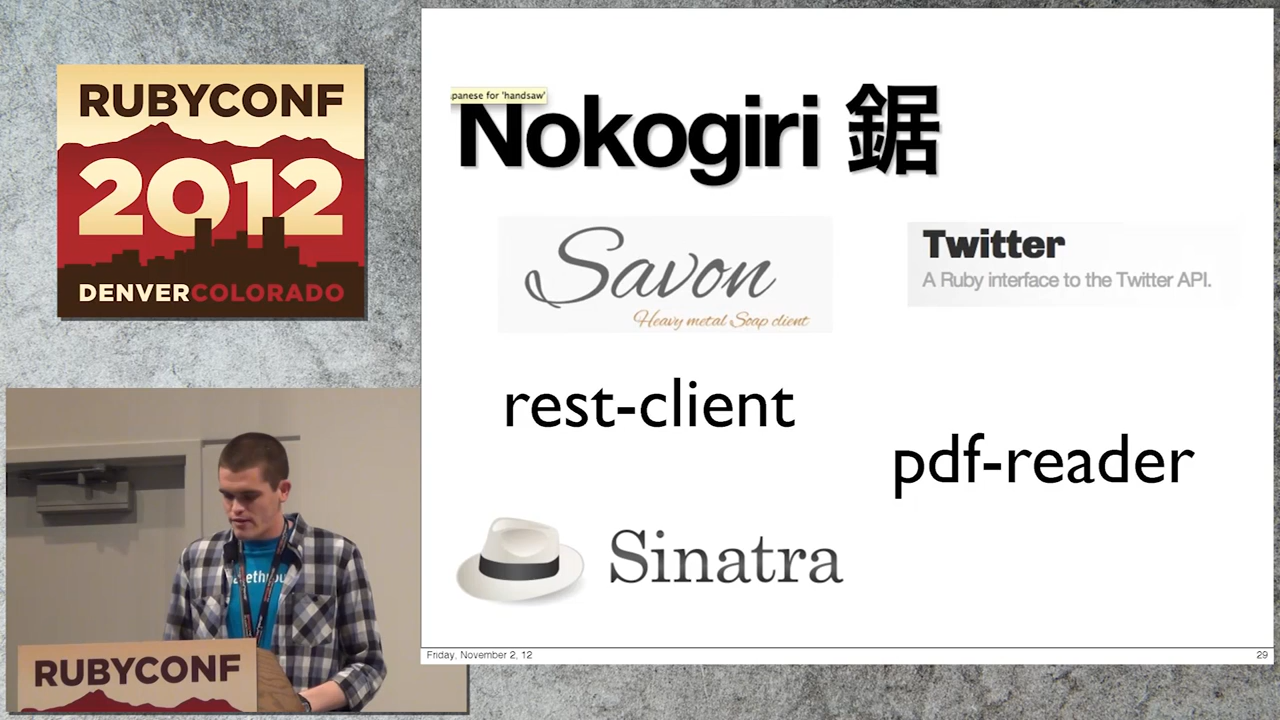 RUBYCONF
2012
DENVERCOLORADO
panese for 'handsaw'
Nokogiri 鋸
Savon
Heavy metal Soap client
Twitter
A Ruby interface to the Twitter API.
rest-client
pdf-reader
Sinatra
Friday, November 2, 12
29
RUBYCONF